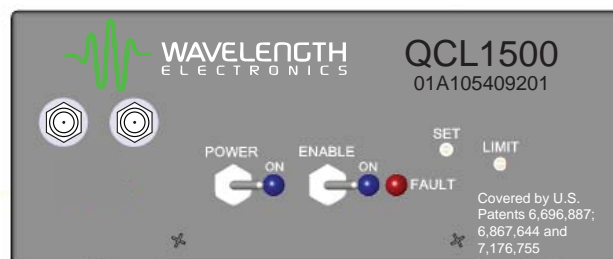 WAVELENGTH
ELECTRONICS
QCL1500
01A105409201
SET
LIMIT
POWER
ENABLE
ON
ON
FAULT
Covered by U.S.
Patents 6,696,887;
6,867,644 and
7,176,755